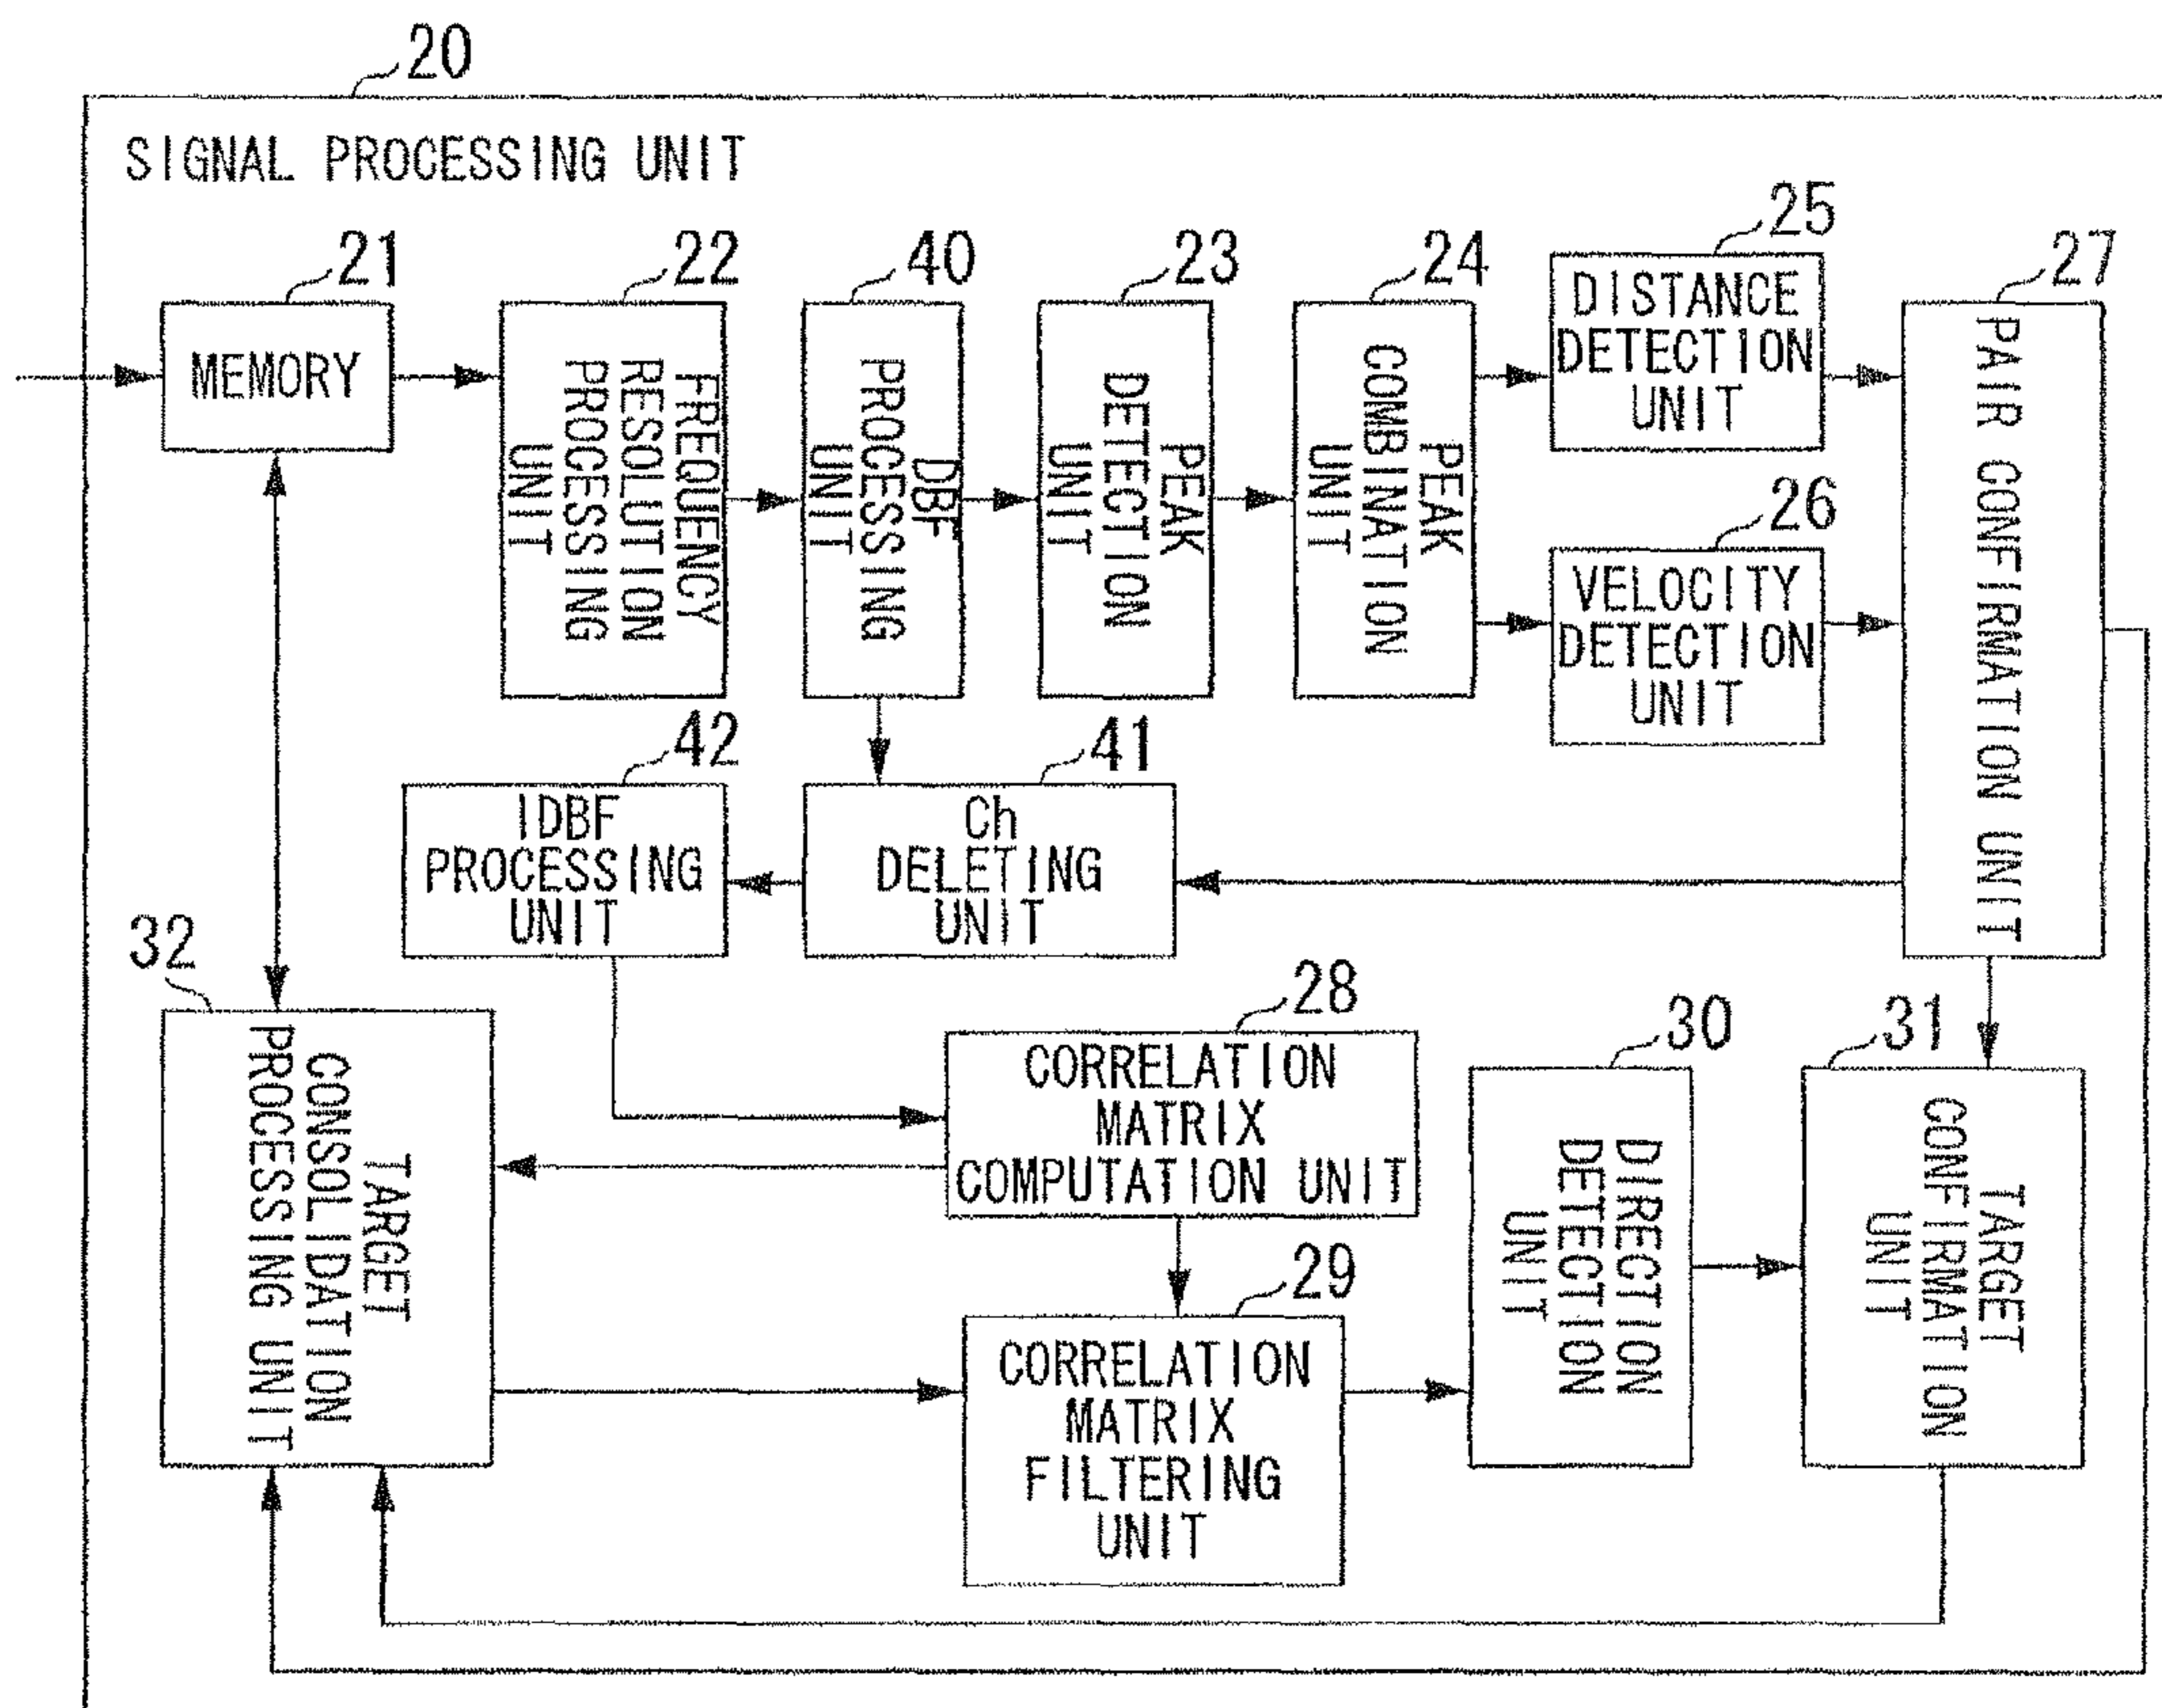 20
SIGNAL PROCESSING UNIT
21
MEMORY
22
FREQUENCY
RESOLUTION
PROCESSING
UNIT
40
DBF
PROCESSING
UNIT
23
PEAK
DETECTION
UNIT
24
PEAK
COMBINATION
UNIT
25
DISTANCE
DETECTION
UNIT
26
VELOCITY
DETECTION
UNIT
27
PAIR CONFIRMATION UNIT
42
IDBF
PROCESSING
UNIT
41
Ch
DELETING
UNIT
32
TARGET
CONSOLIDATION
PROCESSING UNIT
28
CORRELATION
MATRIX
COMPUTATION UNIT
29
CORRELATION
MATRIX
FILTERING
UNIT
30
DIRECTION
DETECTION
UNIT
31
TARGET
CONFIRMATION
UNIT